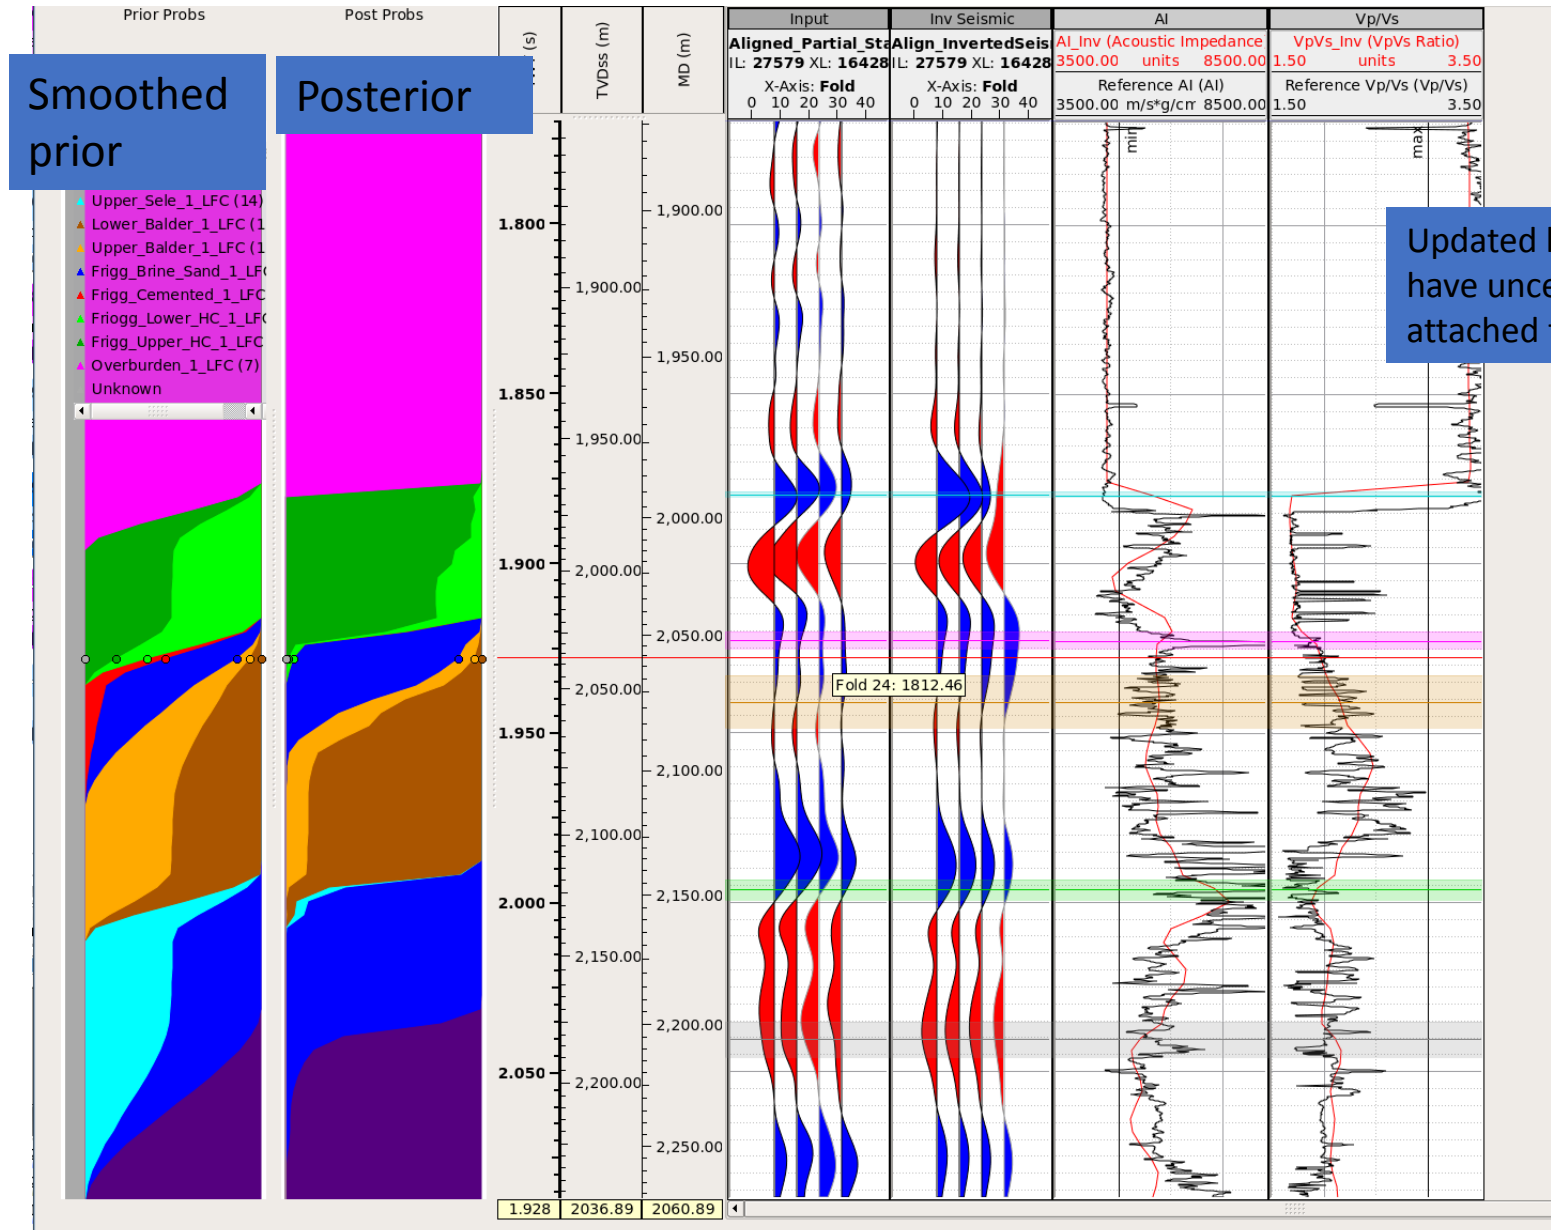 Prior Probs
Post Probs
Smoothed
prior
Posterior
Upper_Sele_1_LFC (14)
Lower_Balder_1_LFC (1
Upper_Balder_1_LFC (1
Frigg_Brine_Sand_1_LFC
Frigg_Cemented_1_LFC
Friogg_Lower_HC_1_LFC
Frigg_Upper_HC_1_LFC
Overburden_1_LFC (7)
Unknown
(s)
TVDss (m)
MD (m)
1.800
1.850
1.900
1.950
2.000
2.050
1,900.00
1,950.00
2,000.00
2,050.00
2,100.00
2,150.00
2,200.00
1,900.00
1,950.00
2,000.00
2,050.00
2,100.00
2,150.00
2,200.00
2,250.00
1.928 2036.89 2060.89
Input
Aligned_Partial_Sta
IL: 27579 XL: 16428
X-Axis: Fold
0 10 20 30 40
Inv Seismic
Align_InvertedSeis
IL: 27579 XL: 16428
X-Axis: Fold
0 10 20 30 40
Fold 24: 1812.46
AI
AI_Inv (Acoustic Impedance
3500.00 units 8500.00
Reference AI (AI)
3500.00 m/s*g/cm 8500.00
min
Vp/Vs
VpVs_Inv (VpVs Ratio)
1.50 units 3.50
Reference Vp/Vs (Vp/Vs)
1.50 3.50
max
Updated
have unce
attached